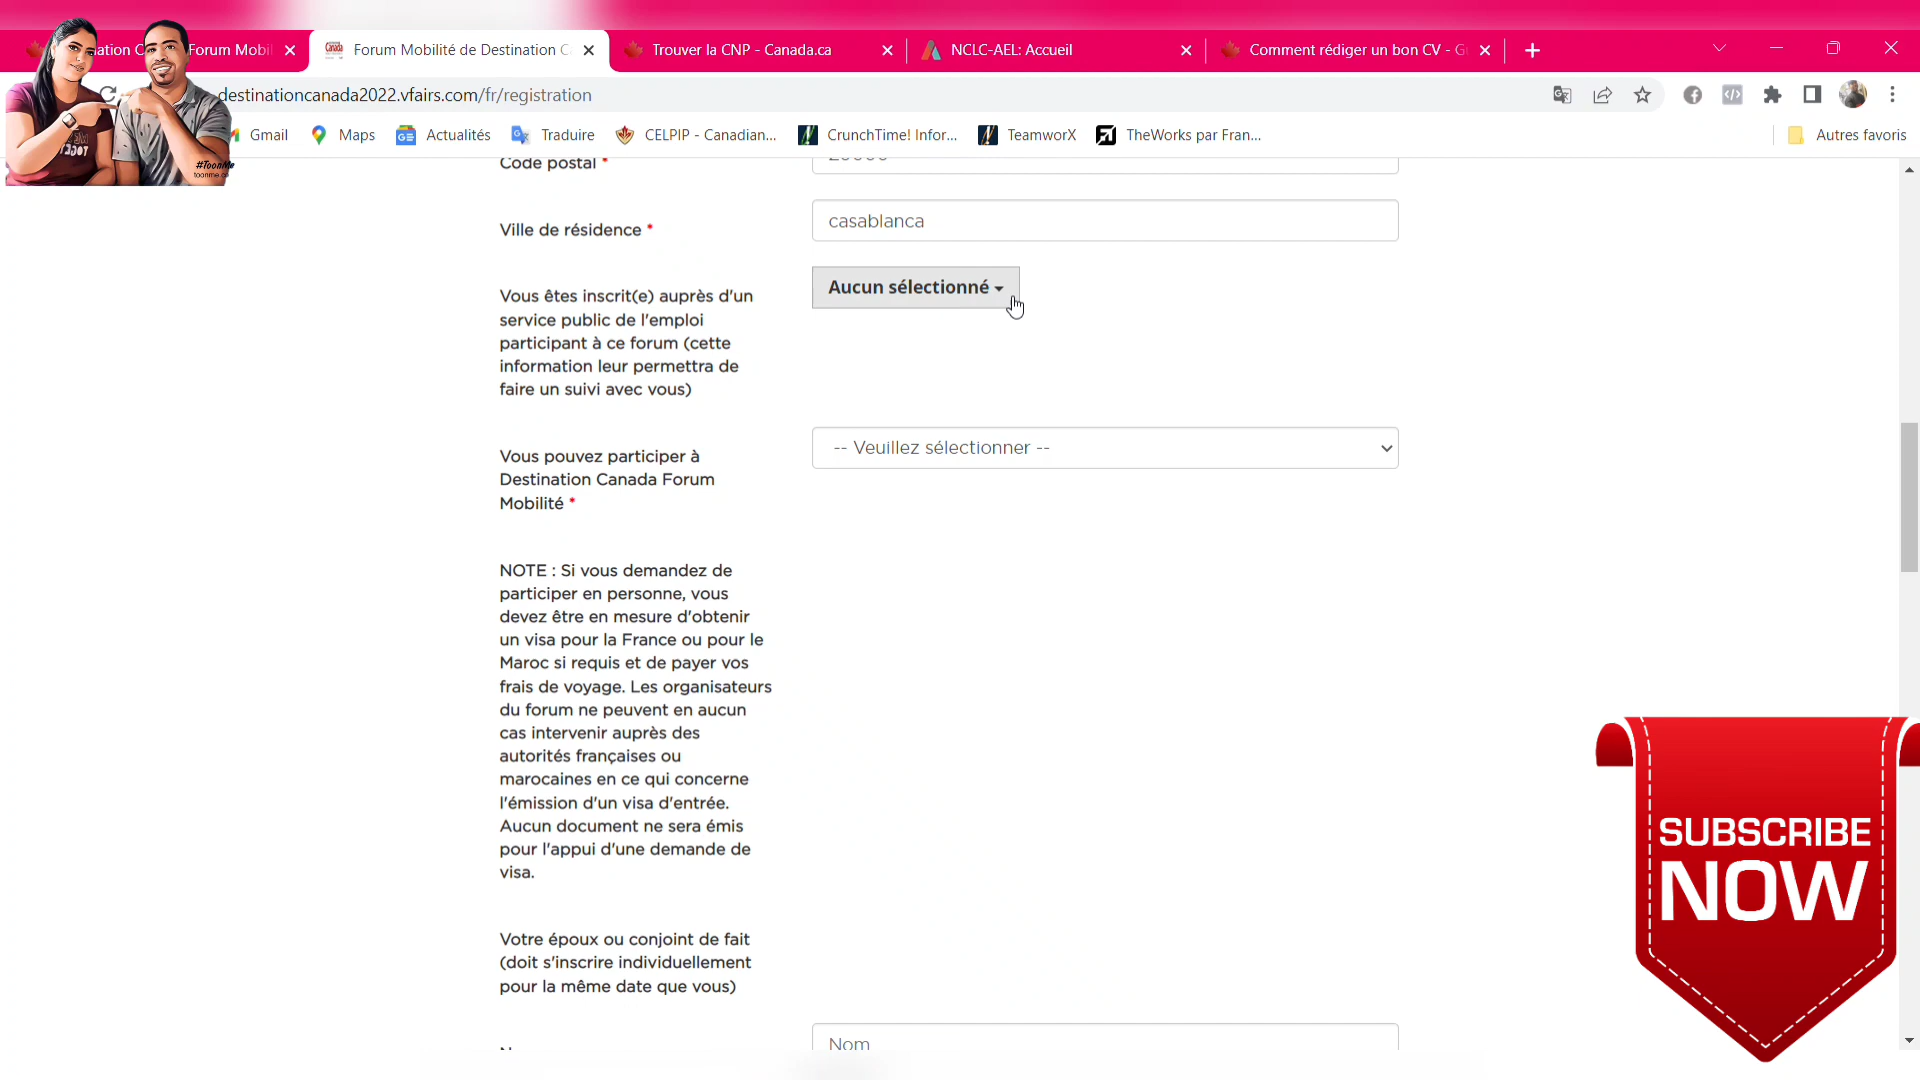 Forum Mobil
Forum Mobilité de Destination C
Trouver la CNP - Canada.ca
NCLC-AEL: Accueil
Comment rédiger un bon CV - G
destinationcanada2022.vfairs.com/fr/registration
Gmail
Maps
Actualités
Traduire
CELPIP - Canadian...
CrunchTime! Infor...
TeamworX
TheWorks par Fran...
Autres favoris
#ToonMe
toonme.co
Code postal *
Ville de résidence *
casablanca
Vous êtes inscrit(e) auprès d'un
service public de l'emploi
participant à ce forum (cette
information leur permettra de
faire un suivi avec vous)
Aucun sélectionné
Vous pouvez participer à
Destination Canada Forum
Mobilité *
-- Veuillez sélectionner --
NOTE : Si vous demandez de
participer en personne, vous
devez être en mesure d'obtenir
un visa pour la France ou pour le
Maroc si requis et de payer vos
frais de voyage. Les organisateurs
du forum ne peuvent en aucun
cas intervenir auprès des
autorités françaises ou
marocaines en ce qui concerne
l'émission d'un visa d'entrée.
Aucun document ne sera émis
pour l'appui d'une demande de
visa.
Votre époux ou conjoint de fait
(doit s'inscrire individuellement
pour la même date que vous)
Nom
SUBSCRIBE
NOW